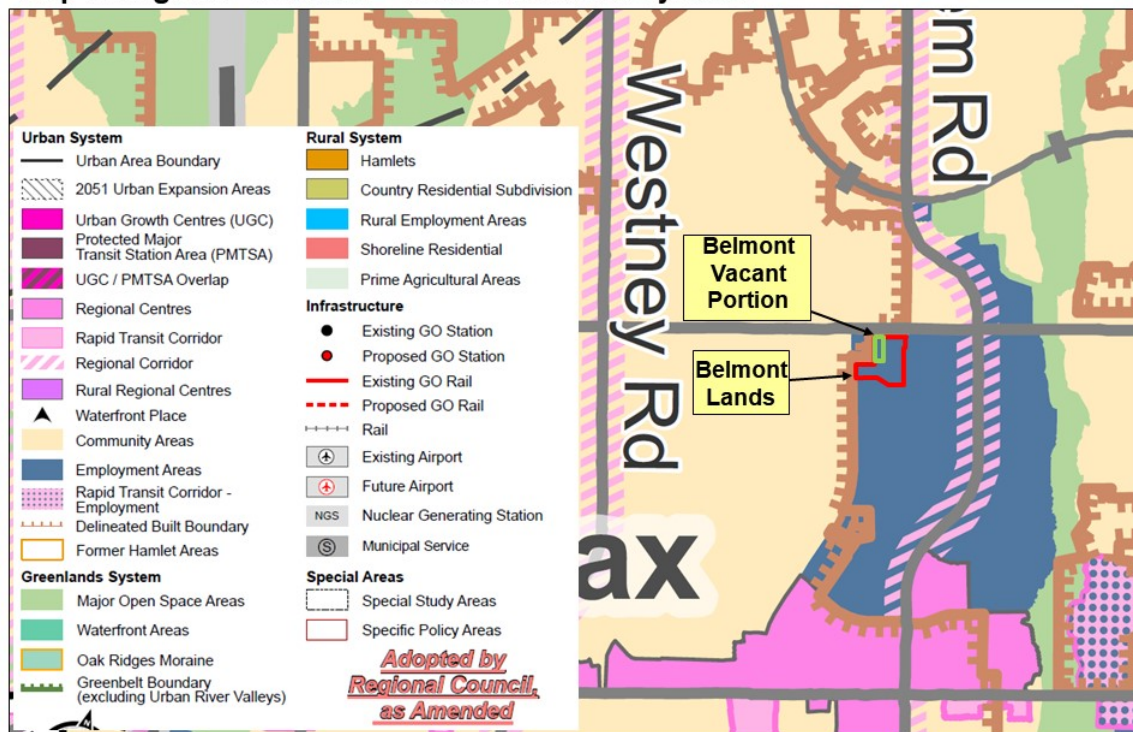 Urban System
Urban Area Boundary
2051 Urban Expansion Areas
Urban Growth Centres (UGC)
Protected Major
Transit Station Area (PMTSA)
UGC / PMTSA Overlap
Regional Centres
Rapid Transit Corridor
Regional Corridor
Rural Regional Centres
Waterfront Place
Community Areas
Employment Areas
Rapid Transit Corridor -
Employment
Delineated Built Boundary
Former Hamlet Areas
Greenlands System
Major Open Space Areas
Waterfront Areas
Oak Ridges Moraine
Greenbelt Boundary
(excluding Urban River Valleys)
N
Rural System
Hamlets
Country Residential Subdivision
Rural Employment Areas
Shoreline Residential
Prime Agricultural Areas
Infrastructure
Existing GO Station
Proposed GO Station
Existing GO Rail
Proposed GO Rail
Rail
Existing Airport
Future Airport
NGS Nuclear Generating Station
S Municipal Service
Special Areas
Special Study Areas
Specific Policy Areas
Adopted by
Regional Council,
as Amended
Westney Rd
em Rd
Belmont
Vacant
Portion
Belmont
Lands
ax